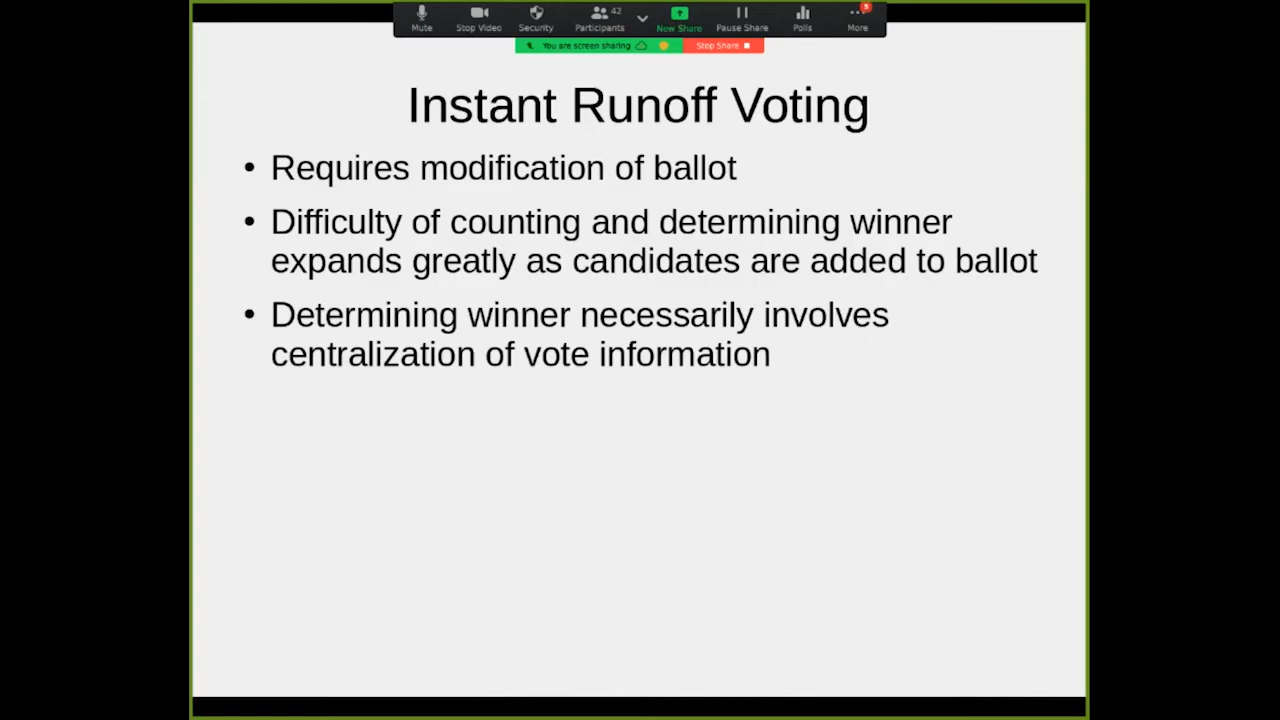 42
9
Mute
Stop Video
Security
Participants
New Share
Pause Share
Polls
More
You are screen sharing
Stop Share
Instant Runoff Voting
• Requires modification of ballot
• Difficulty of counting and determining winner
expands greatly as candidates are added to ballot
• Determining winner necessarily involves
centralization of vote information